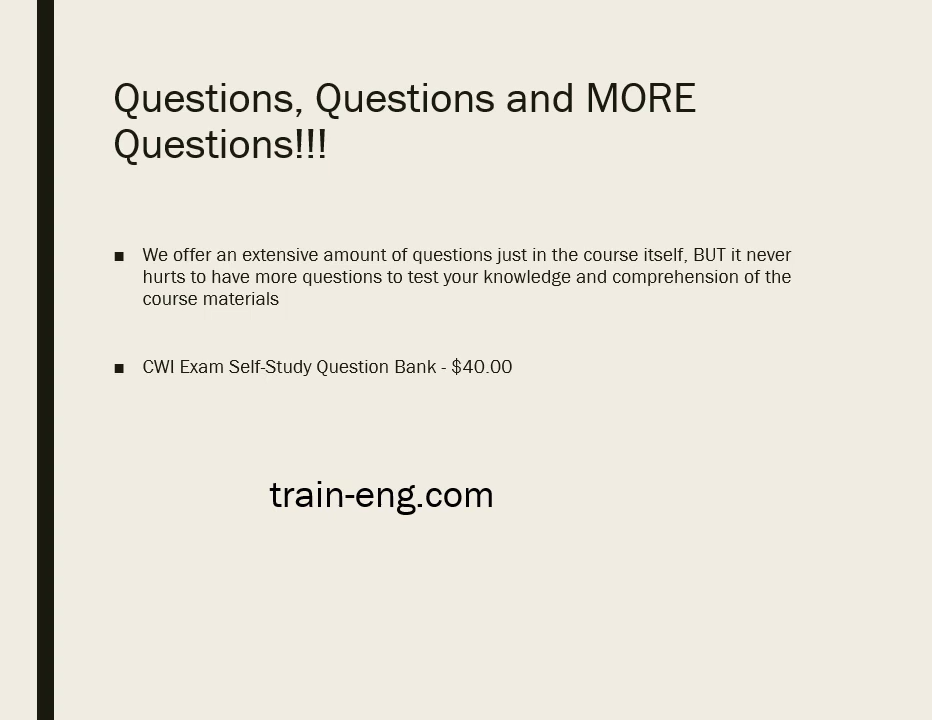 Questions, Questions and MORE
Questions!!!
■ We offer an extensive amount of questions just in the course itself, BUT it never
hurts to have more questions to test your knowledge and comprehension of the
course materials
■ CWI Exam Self-Study Question Bank - $40.00
train-eng.com